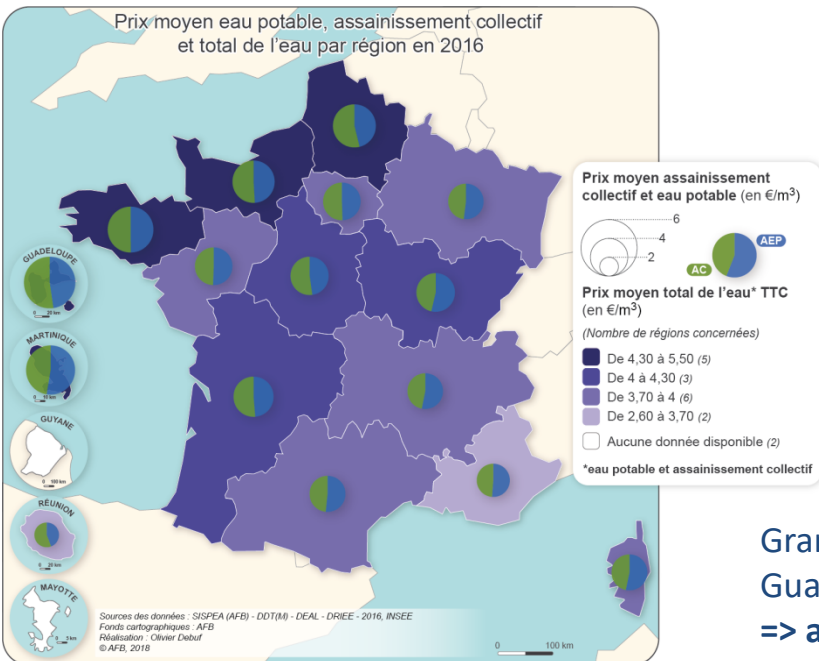 Prix moyen eau potable, assainissement collectif
et total de l'eau par région en 2016
GUADELOUPE
0 20 km
MARTINIQUE
GUYANE
0 100 km
RÉUNION
0 20 km
MAYOTTE
0 5 km
Sources des données : SISPEA (AFB) - DDT(M) - DEAL - DRIEE - 2016, INSEE
Fonds cartographiques : AFB
Réalisation : Olivier Debuf
© AFB, 2018
0 100 km
Prix moyen assainissement
collectif et eau potable (en €/m³)
6
4
2
AEP
AC
Prix moyen total de l'eau* TTC
(en €/m³)
(Nombre de régions concernées)
De 4,30 à 5,50 (5)
De 4 à 4,30 (3)
De 3,70 à 4 (6)
De 2,60 à 3,70 (2)
Aucune donnée disponible (2)
*eau potable et assainissement collectif
Gran
Gua
=> a